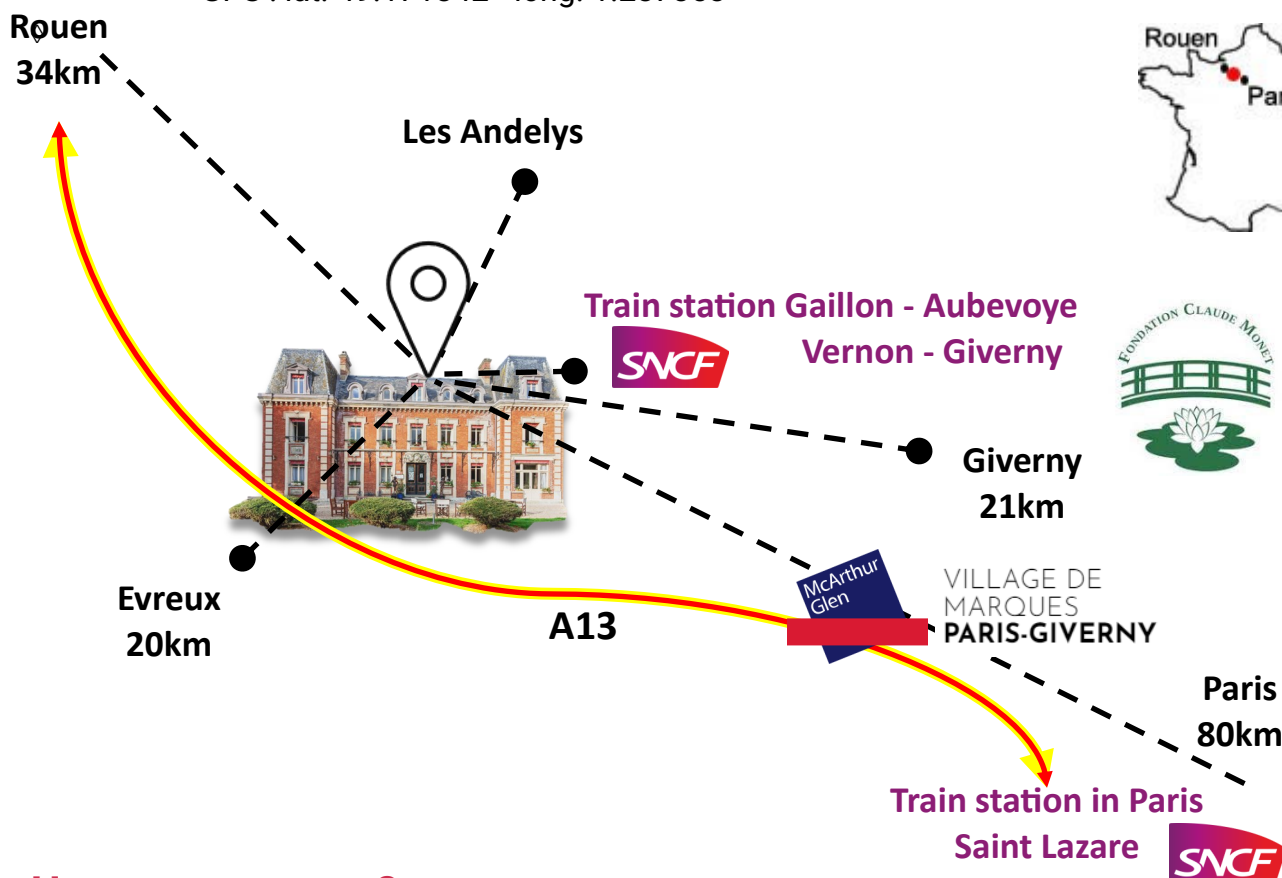 Rouen
34km
Les Andelys
Rouen
Train station Gaillon - Aubevoye
SNCF
Vernon - Giverny
FONDATION CLAUDE MONET
Giverny
21km
McArthur
Glen
VILLAGE DE
MARQUES
PARIS-GIVERNY
Evreux
20km
A13
Paris
80km
Train station in Paris
Saint Lazare
SNCF